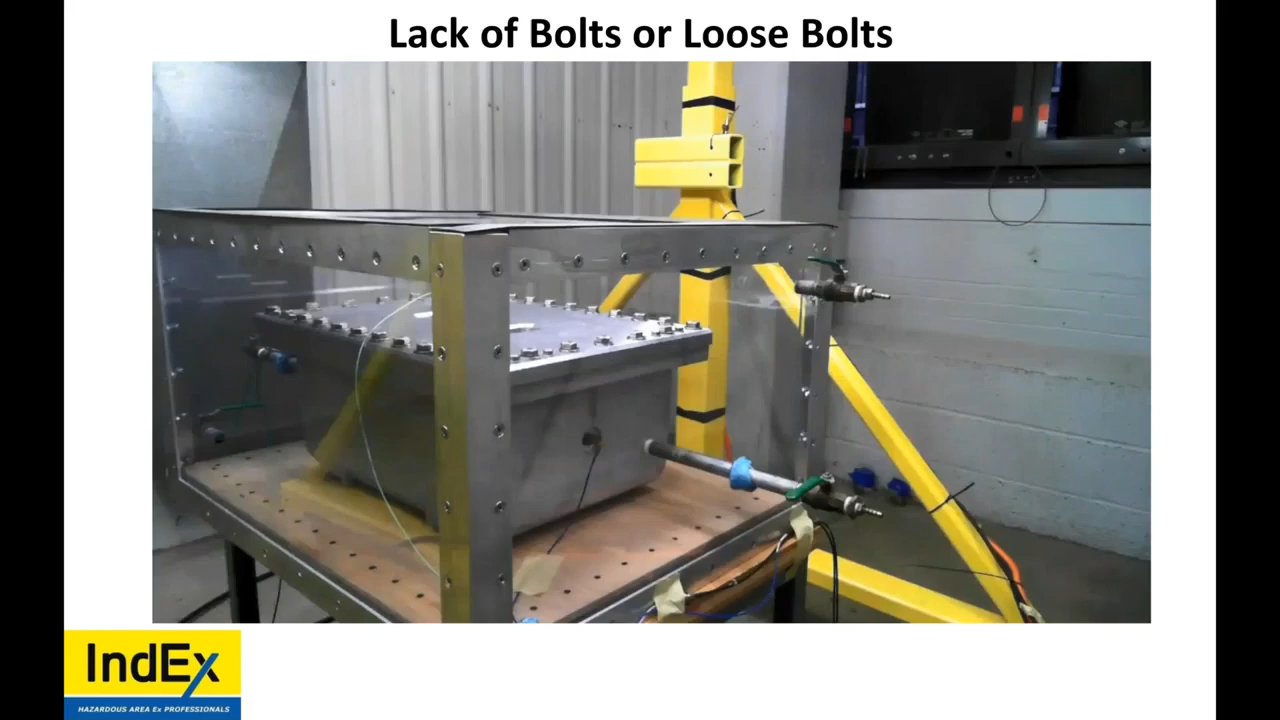 Lack of Bolts or Loose Bolts
IndEx
HAZARDOUS AREA Ex PROFESSIONALS